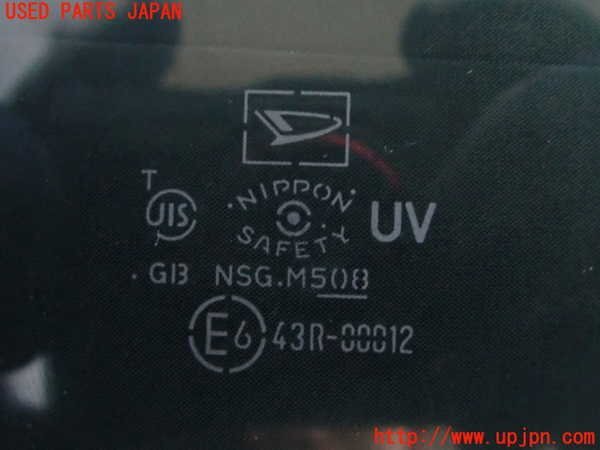 USED PARTS JAPAN
T
JIS
NIPPON
SAFETY
UV
.GB NSG.M508
E6 43R-00012
http://www.upjpn.com/